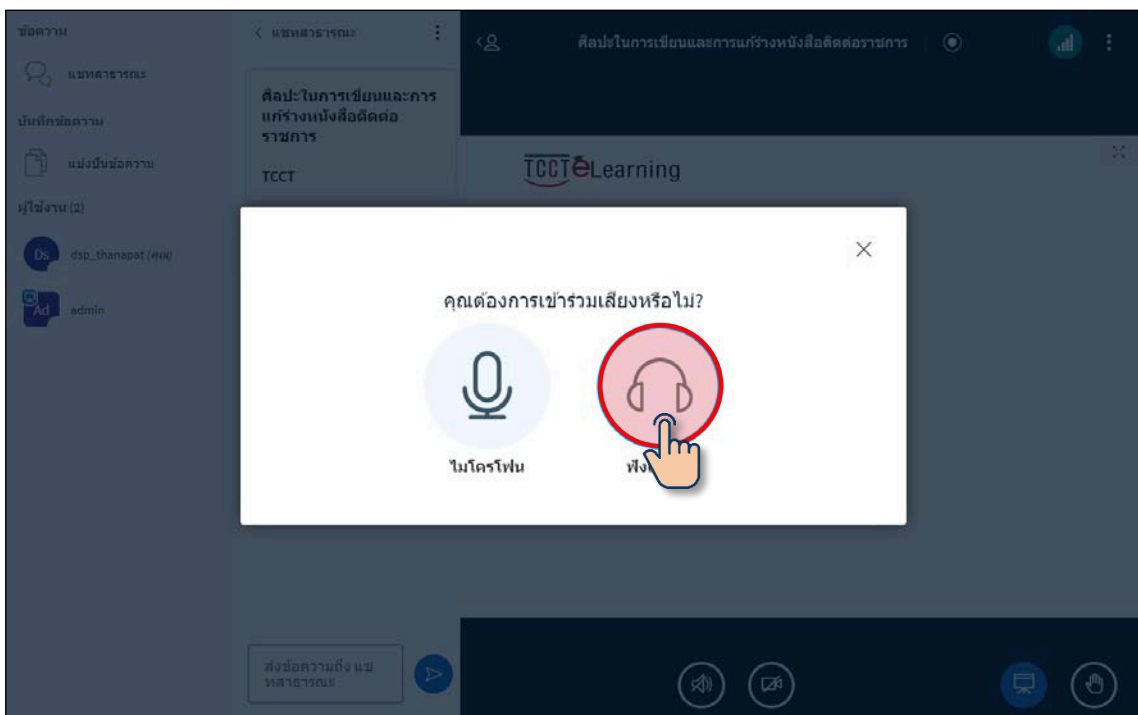 ข้อความ
แชทสาธารณะ
บันทึกข้อความ
แบ่งปันข้อความ
ผู้ใช้งาน (2)
Ds dsp_thanapat (คุณ)
Ad admin
แชทสาธารณะ
ศิลปะในการเขียนและการ
แก้ร่างหนังสือติดต่อ
ราชการ
TCCT
ศิลปะในการเขียนและการแก้ร่างหนังสือติดต่อราชการ
TCCT eLearning
คุณต้องการเข้าร่วมเสียงหรือไม่?
ไมโครโฟน
ส่งข้อความถึง แช
ทสาธารณะ